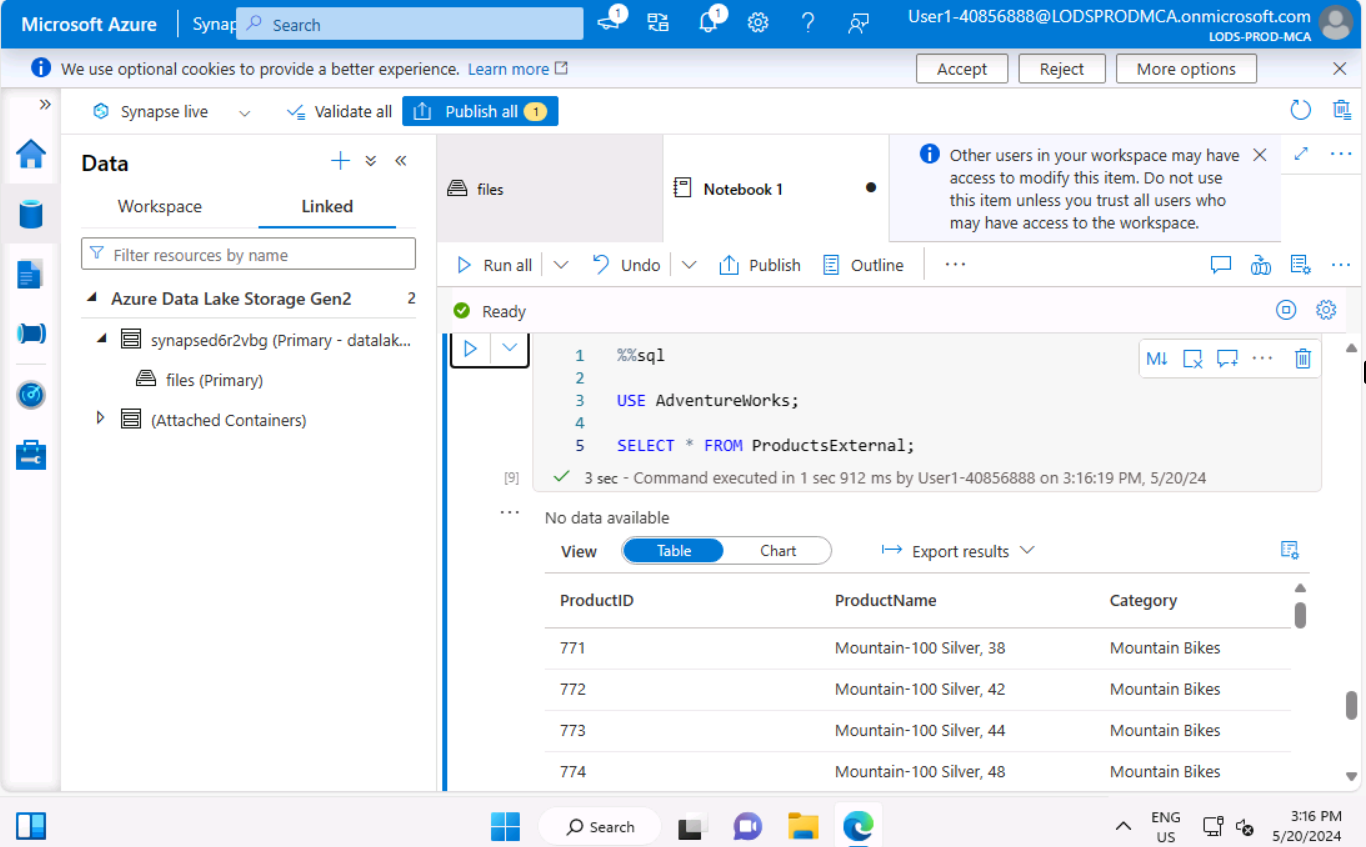 Microsoft Azure
Synap
Search
1
1
User1-40856888@LODSPRODMCA.onmicrosoft.com
LODS-PROD-MCA
We use optional cookies to provide a better experience. Learn more
Accept
Reject
More options
Synapse live
Validate all
Publish all 1
Data
Workspace
Linked
Filter resources by name
Azure Data Lake Storage Gen2 2
synapsed6r2vbg (Primary - datalak...
files (Primary)
(Attached Containers)
files
Notebook 1
Other users in your workspace may have
access to modify this item. Do not use
this item unless you trust all users who
may have access to the workspace.
Run all
Undo
Publish
Outline
Ready
1 %%sql
2
3 USE AdventureWorks;
4
5 SELECT * FROM ProductsExternal;
M↓
[9]
3 sec - Command executed in 1 sec 912 ms by User1-40856888 on 3:16:19 PM, 5/20/24
No data available
View
Table
Chart
Export results
ProductID ProductName Category
771 Mountain-100 Silver, 38 Mountain Bikes
772 Mountain-100 Silver, 42 Mountain Bikes
773 Mountain-100 Silver, 44 Mountain Bikes
774 Mountain-100 Silver, 48 Mountain Bikes
Search
ENG
US
3:16 PM
5/20/2024